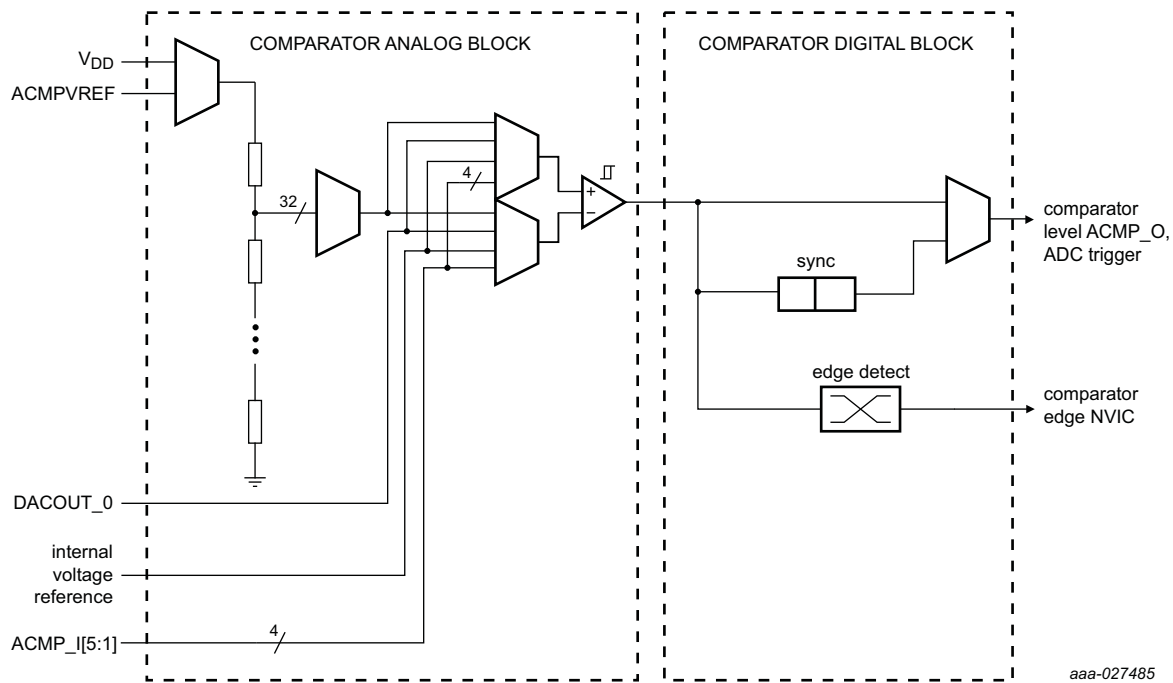 COMPARATOR ANALOG BLOCK
COMPARATOR DIGITAL BLOCK
VDD
ACMPVREF
4
32
+
−
comparator
level ACMP_O,
ADC trigger
sync
edge detect
comparator
edge NVIC
DACOUT_0
internal
voltage
reference
ACMP_I[5:1]
4
aaa-027485